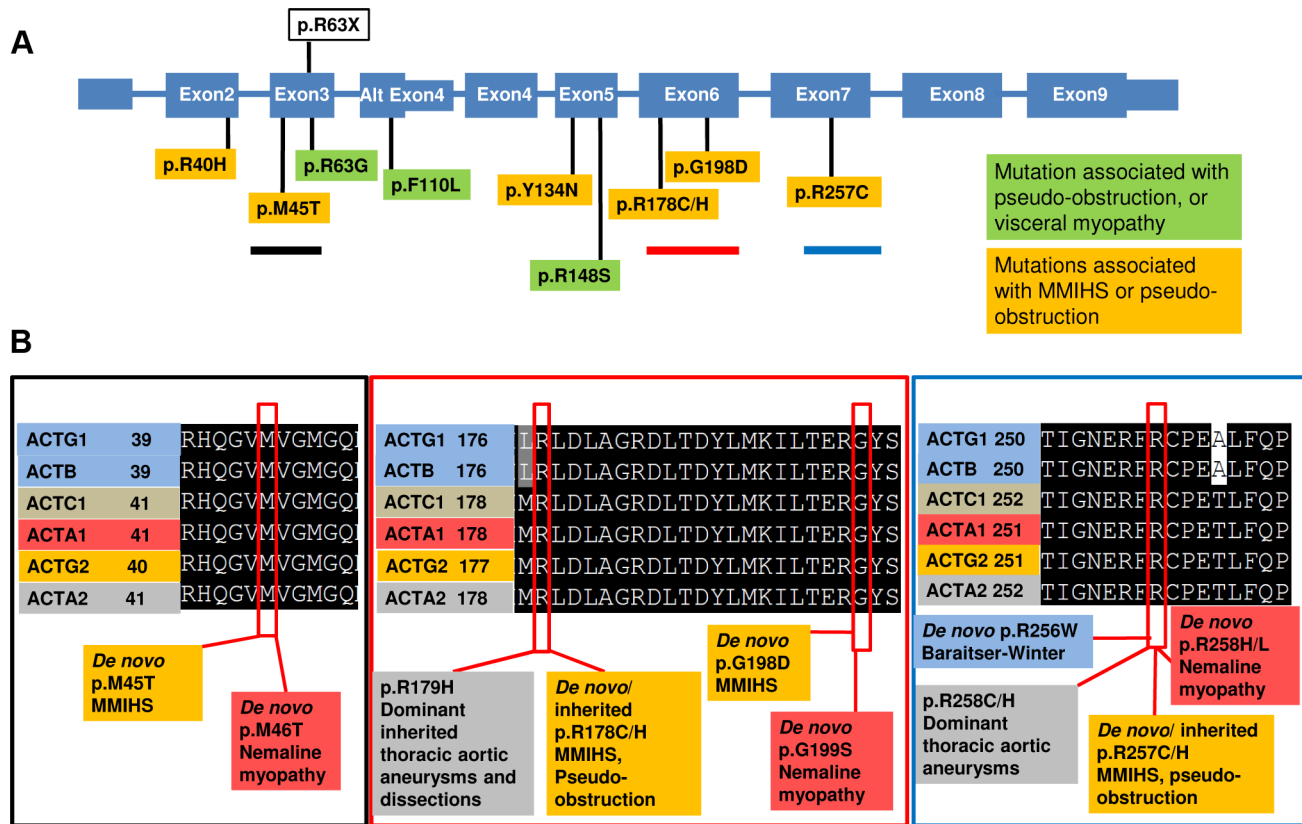 A
p.R63X
Exon2
Exon3
Alt Exon4
Exon4
Exon5
Exon6
Exon7
Exon8
Exon9
p.R40H
p.M45T
p.R63G
p.F110L
p.Y134N
p.R148S
p.R178C/H
p.G198D
p.R257C
Mutation associated with
pseudo-obstruction, or
visceral myopathy
Mutations associated
with MMIHS or pseudo-
obstruction
B
ACTG1 39 RHQGVMVGMGQ
ACTB 39 RHQGVMVGMGQ
ACTC1 41 RHQGVMVGMGQ
ACTA1 41 RHQGVMVGMGQ
ACTG2 40 RHQGVMVGMGQ
ACTA2 41 RHQGVMVGMGQ
De novo
p.M45T
MMIHS
De novo
p.M46T
Nemaline
myopathy
ACTG1 176 LRLDLAGRDLTDYLMKILTERGYS
ACTB 176 LRLDLAGRDLTDYLMKILTERGYS
ACTC1 178 MRLDLAGRDLTDYLMKILTERGYS
ACTA1 178 MRLDLAGRDLTDYLMKILTERGYS
ACTG2 177 MRLDLAGRDLTDYLMKILTERGYS
ACTA2 178 MRLDLAGRDLTDYLMKILTERGYS
p.R179H
Dominant
inherited
thoracic aortic
aneurysms and
dissections
De novo/
inherited
p.R178C/H
MMIHS,
Pseudo-
obstruction
De novo
p.G198D
MMIHS
De novo
p.G199S
Nemaline
myopathy
ACTG1 250 TIGNERFRCPEALFQP
ACTB 250 TIGNERFRCPEALFQP
ACTC1 252 TIGNERFRCPETLFQP
ACTA1 251 TIGNERFRCPETLFQP
ACTG2 251 TIGNERFRCPETLFQP
ACTA2 252 TIGNERFRCPETLFQP
De novo p.R256W
Baraitser-Winter
De novo
p.R258H/L
Nemaline
myopathy
p.R258C/H
Dominant
thoracic aortic
aneurysms
De novo/ inherited
p.R257C/H
MMIHS, pseudo-
obstruction